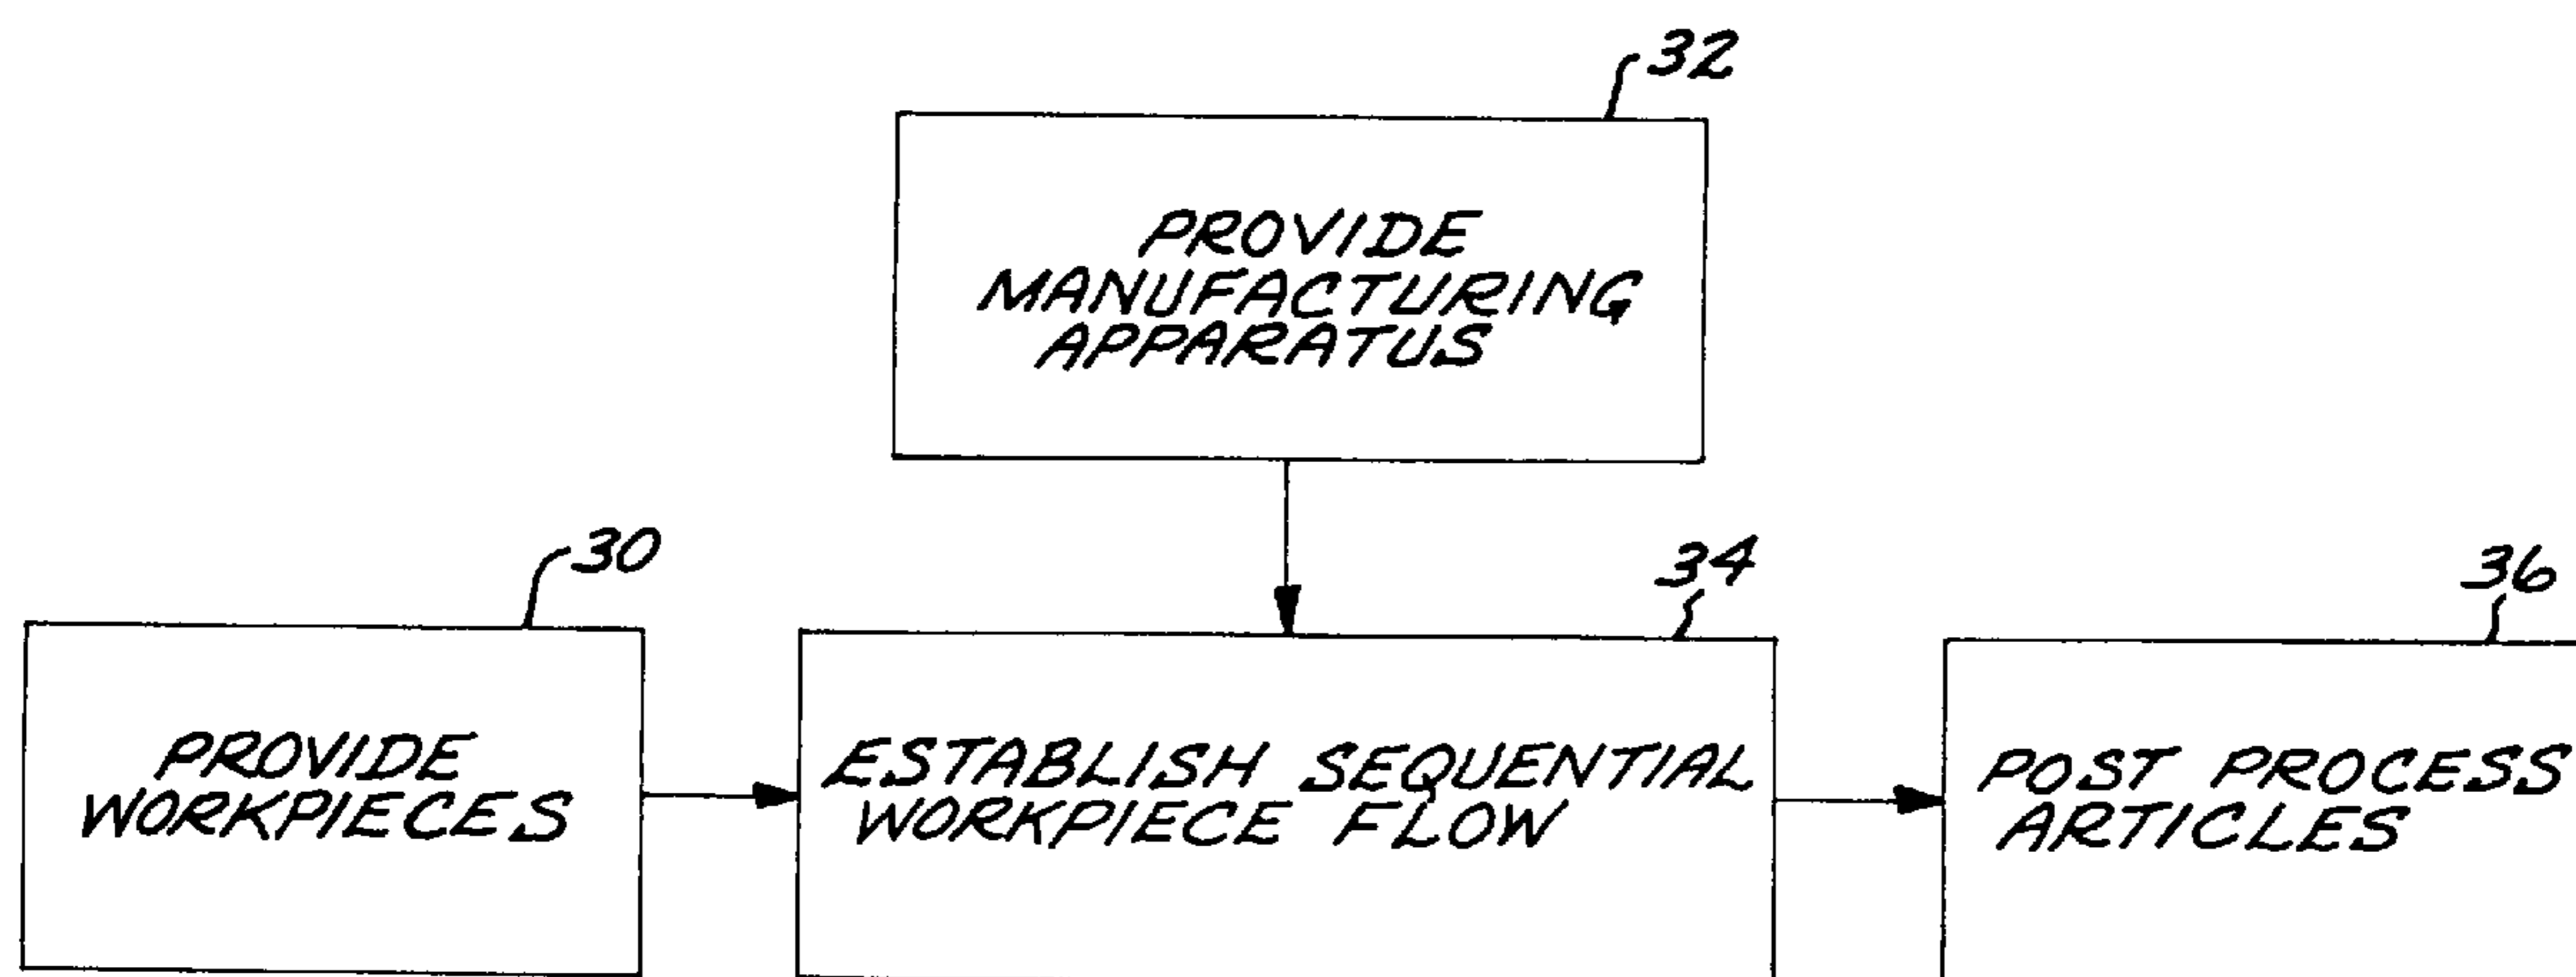 32
PROVIDE
MANUFACTURING
APPARATUS
30
PROVIDE
WORKPIECES
34
ESTABLISH SEQUENTIAL
WORKPIECE FLOW
36
POST PROCESS
ARTICLES